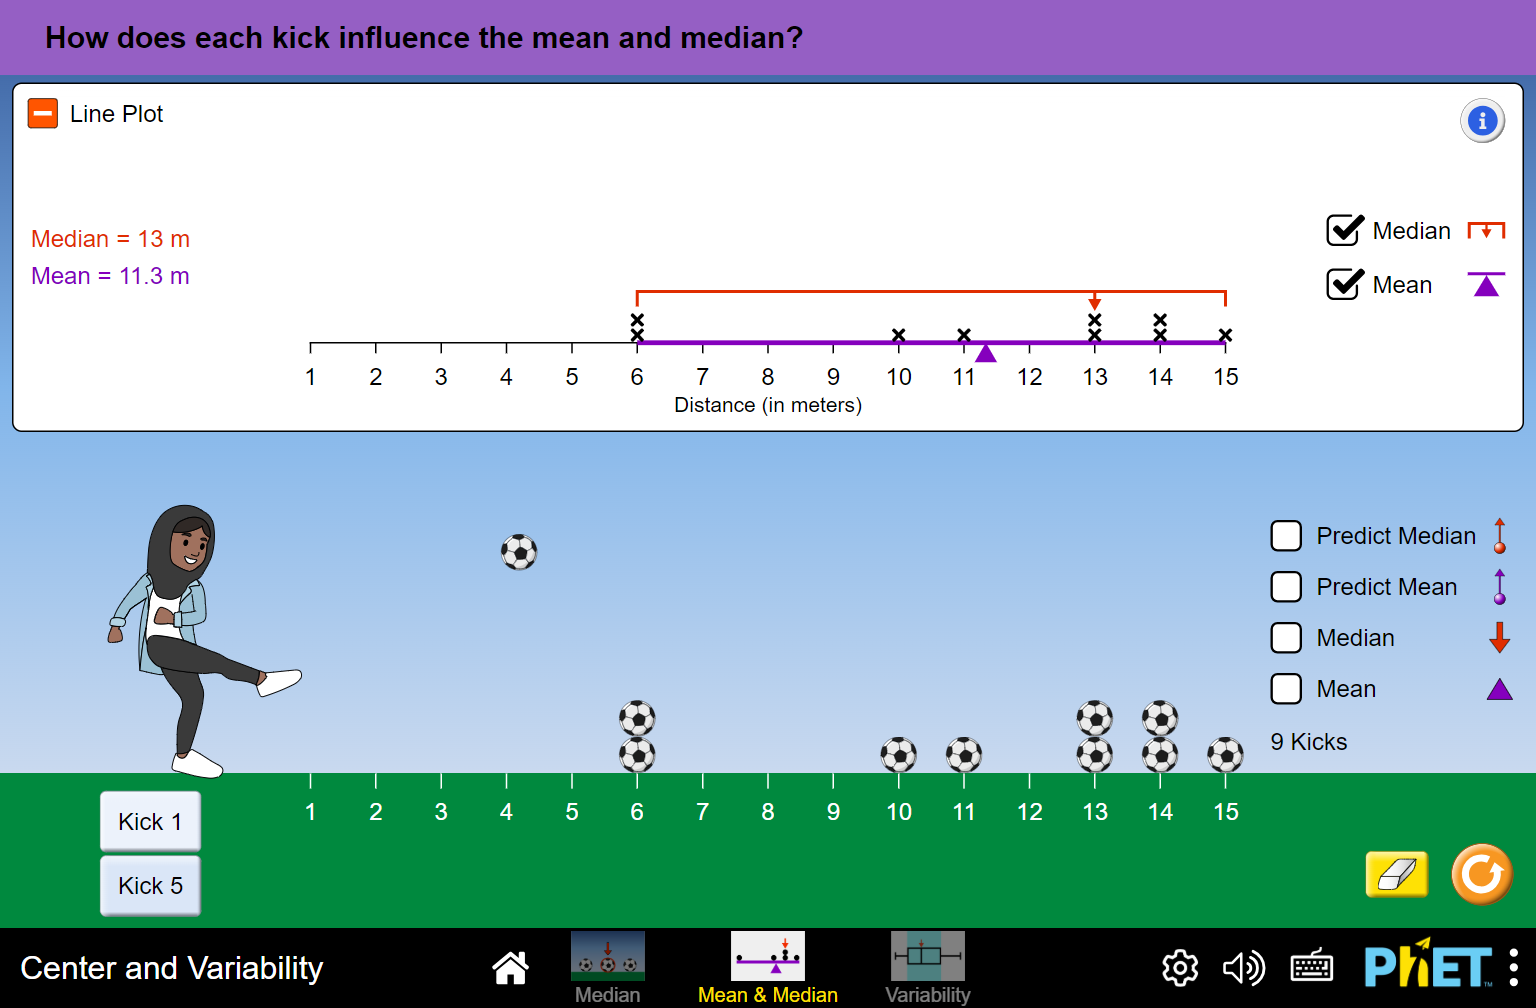 How does each kick influence the mean and median?
Line Plot
Median = 13 m
Mean = 11.3 m
Median
Mean
1 2 3 4 5 6 7 8 9 10 11 12 13 14 15
Distance (in meters)
Predict Median
Predict Mean
Median
Mean
9 Kicks
1 2 3 4 5 6 7 8 9 10 11 12 13 14 15
Kick 1
Kick 5
Center and Variability
Median
Mean & Median
Variability
PhET